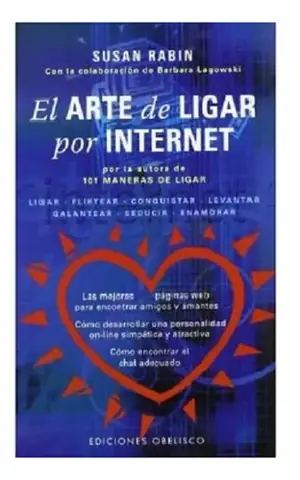 SUSAN RABIN
Con la colaboración de Barbara Lagowski
El ARTE de LIGAR
por INTERNET
por la autora de
101 MANERAS DE LIGAR
LIGAR - FLIRTEAR - CONQUISTAR - LEVANTAR
GALANTEAR - SEDUCIR - ENAMORAR
Las mejores páginas web
para encontrar amigos y amantes
Cómo desarrollar una personalidad
on-line simpática y atractiva
Cómo encontrar el
chat adecuado
EDICIONES OBELISCO